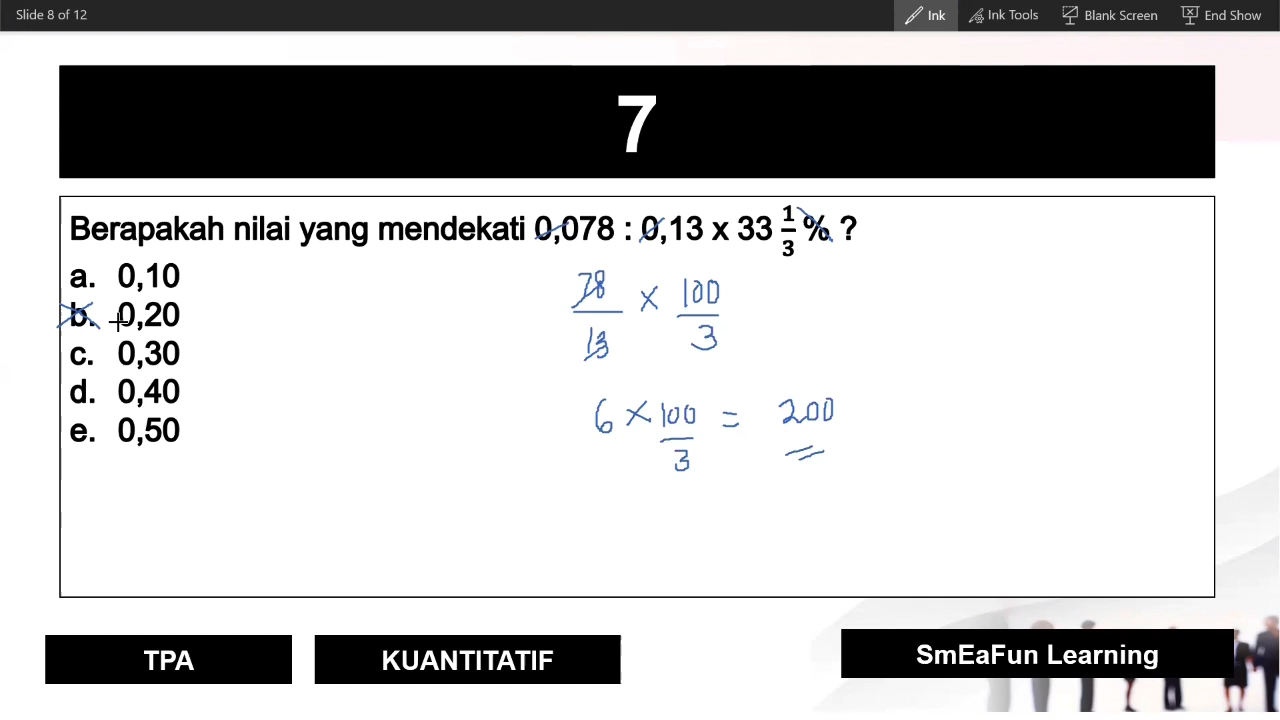 Slide 8 of 12
Ink
Ink Tools
Blank Screen
End Show
7
Berapakah nilai yang mendekati 0,078 : 0,13 x 33 1/3 % ?
a. 0,10
b. 0,20
c. 0,30
d. 0,40
e. 0,50
78/13 x 100/3
6 x 100/3 = 200
TPA
KUANTITATIF
SmEaFun Learning